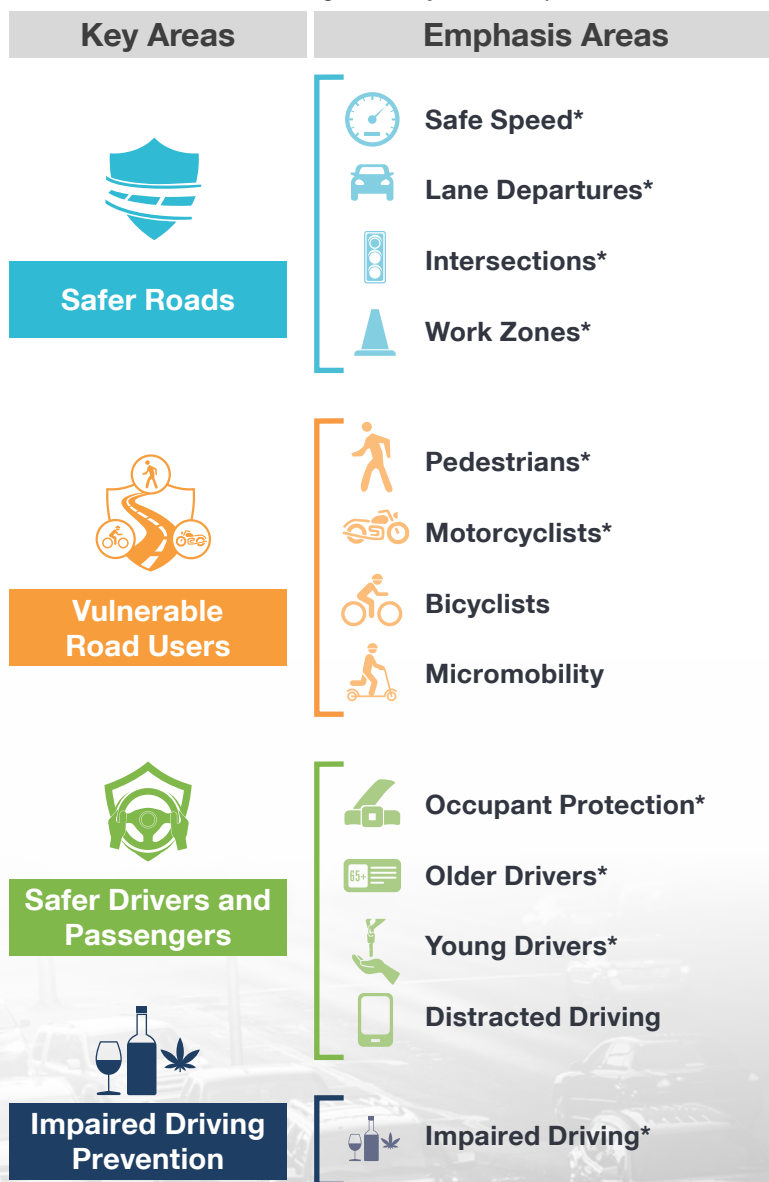 Key Areas
Emphasis Areas
Safer Roads
Safe Speed*
Lane Departures*
Intersections*
Work Zones*
Vulnerable
Road Users
Pedestrians*
Motorcyclists*
Bicyclists
Micromobility
Safer Drivers and
Passengers
Occupant Protection*
65+
Older Drivers*
Young Drivers*
Distracted Driving
Impaired Driving
Prevention
Impaired Driving*